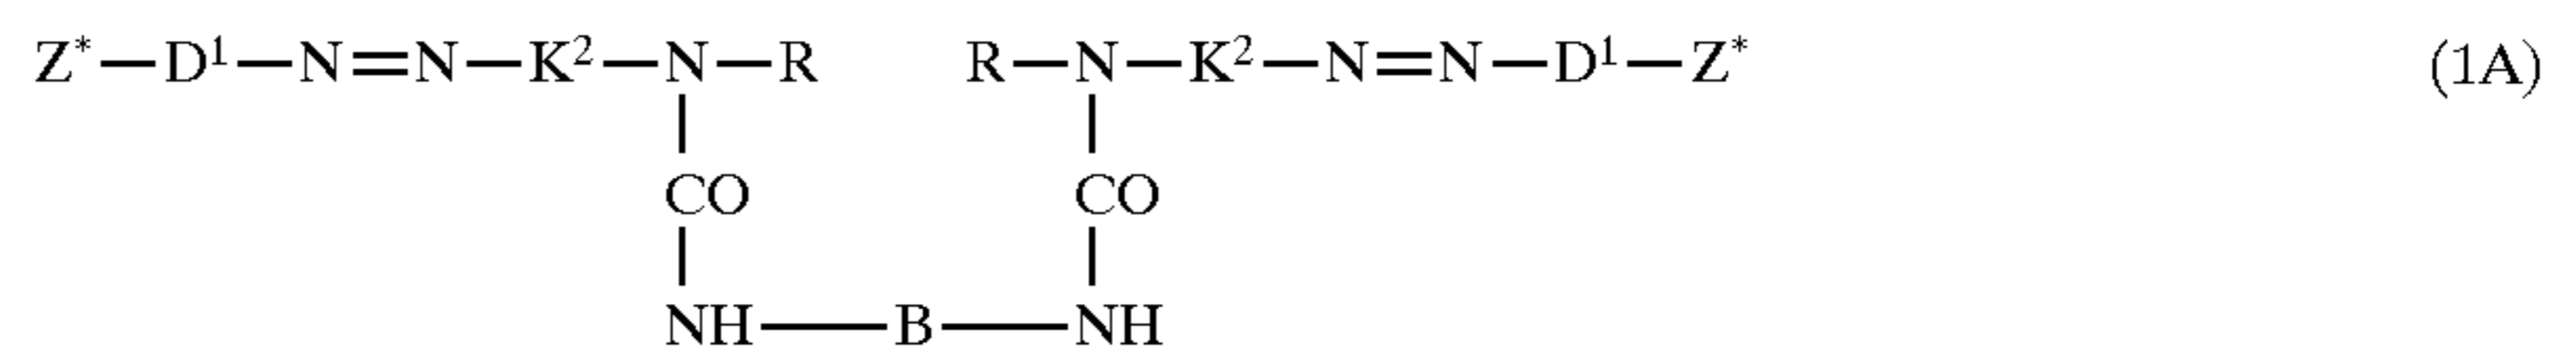 Z*—D¹—N=N—K²—N—R R—N—K²—N=N—D¹—Z* (1A)
CO CO
NH—B—NH